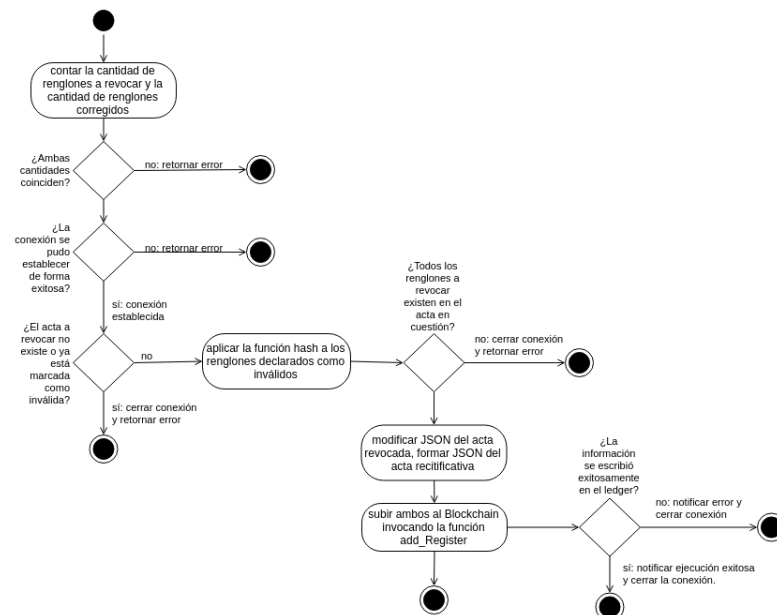 contar la cantidad de
renglones a revocar y la
cantidad de renglones
corregidos
¿Ambas
cantidades
coinciden?
no: retornar error
¿La
conexión se
pudo
establecer
de forma
exitosa?
no: retornar error
sí: conexión
establecida
¿El acta a
revocar no
existe o ya
está
marcada
como
inválida?
no
sí: cerrar conexión
y retornar error
aplicar la función hash a los
renglones declarados como
inválidos
¿Todos los
renglones a
revocar
existen en el
acta en
cuestión?
no: cerrar conexión
y retornar error
modificar JSON del acta
revocada, formar JSON del
acta recitificativa
subir ambos al Blockchain
invocando la función
add_Register
¿La
información
se escribió
exitosamente
en el ledger?
no: notificar error y
cerrar conexión
sí: notificar ejecución exitosa
y cerrar la conexión.